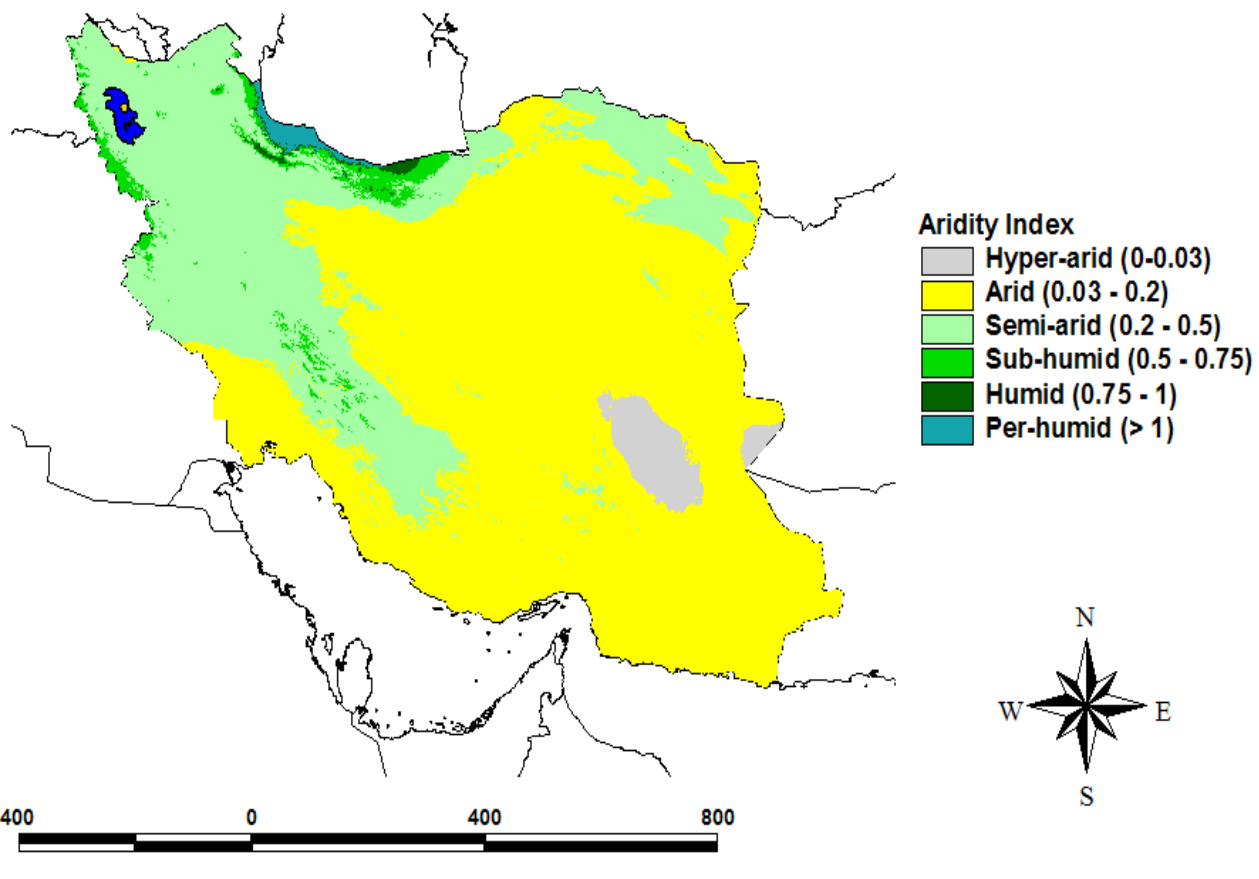 Aridity Index
Hyper-arid (0-0.03)
Arid (0.03 - 0.2)
Semi-arid (0.2 - 0.5)
Sub-humid (0.5 - 0.75)
Humid (0.75 - 1)
Per-humid (> 1)
N
W E
S
400 0 400 800